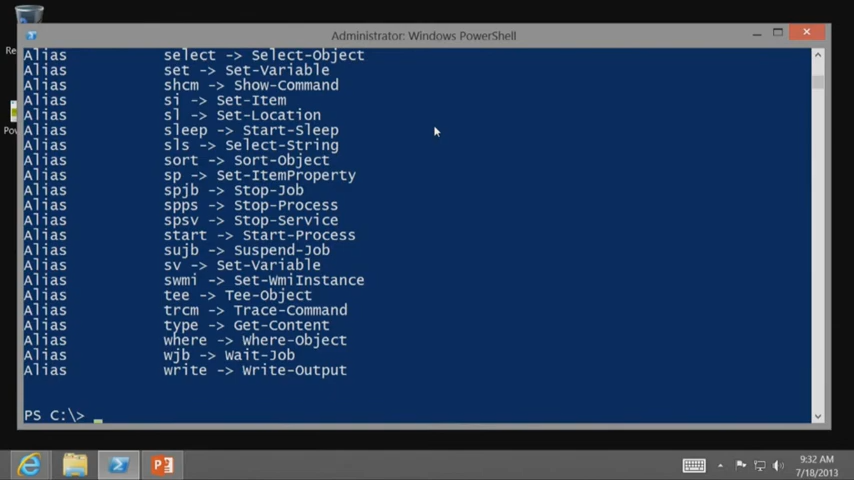 Administrator: Windows PowerShell
Re
Po
Alias select -> Select-Object
Alias set -> Set-Variable
Alias shcm -> Show-Command
Alias si -> Set-Item
Alias sl -> Set-Location
Alias sleep -> Start-Sleep
Alias sls -> Select-String
Alias sort -> Sort-Object
Alias sp -> Set-ItemProperty
Alias spjb -> Stop-Job
Alias spps -> Stop-Process
Alias spsv -> Stop-Service
Alias start -> Start-Process
Alias sujb -> Suspend-Job
Alias sv -> Set-Variable
Alias swmi -> Set-WmiInstance
Alias tee -> Tee-Object
Alias trcm -> Trace-Command
Alias type -> Get-Content
Alias where -> Where-Object
Alias wjb -> Wait-Job
Alias write -> Write-Output
PS C:\>
9:32 AM
7/18/2013